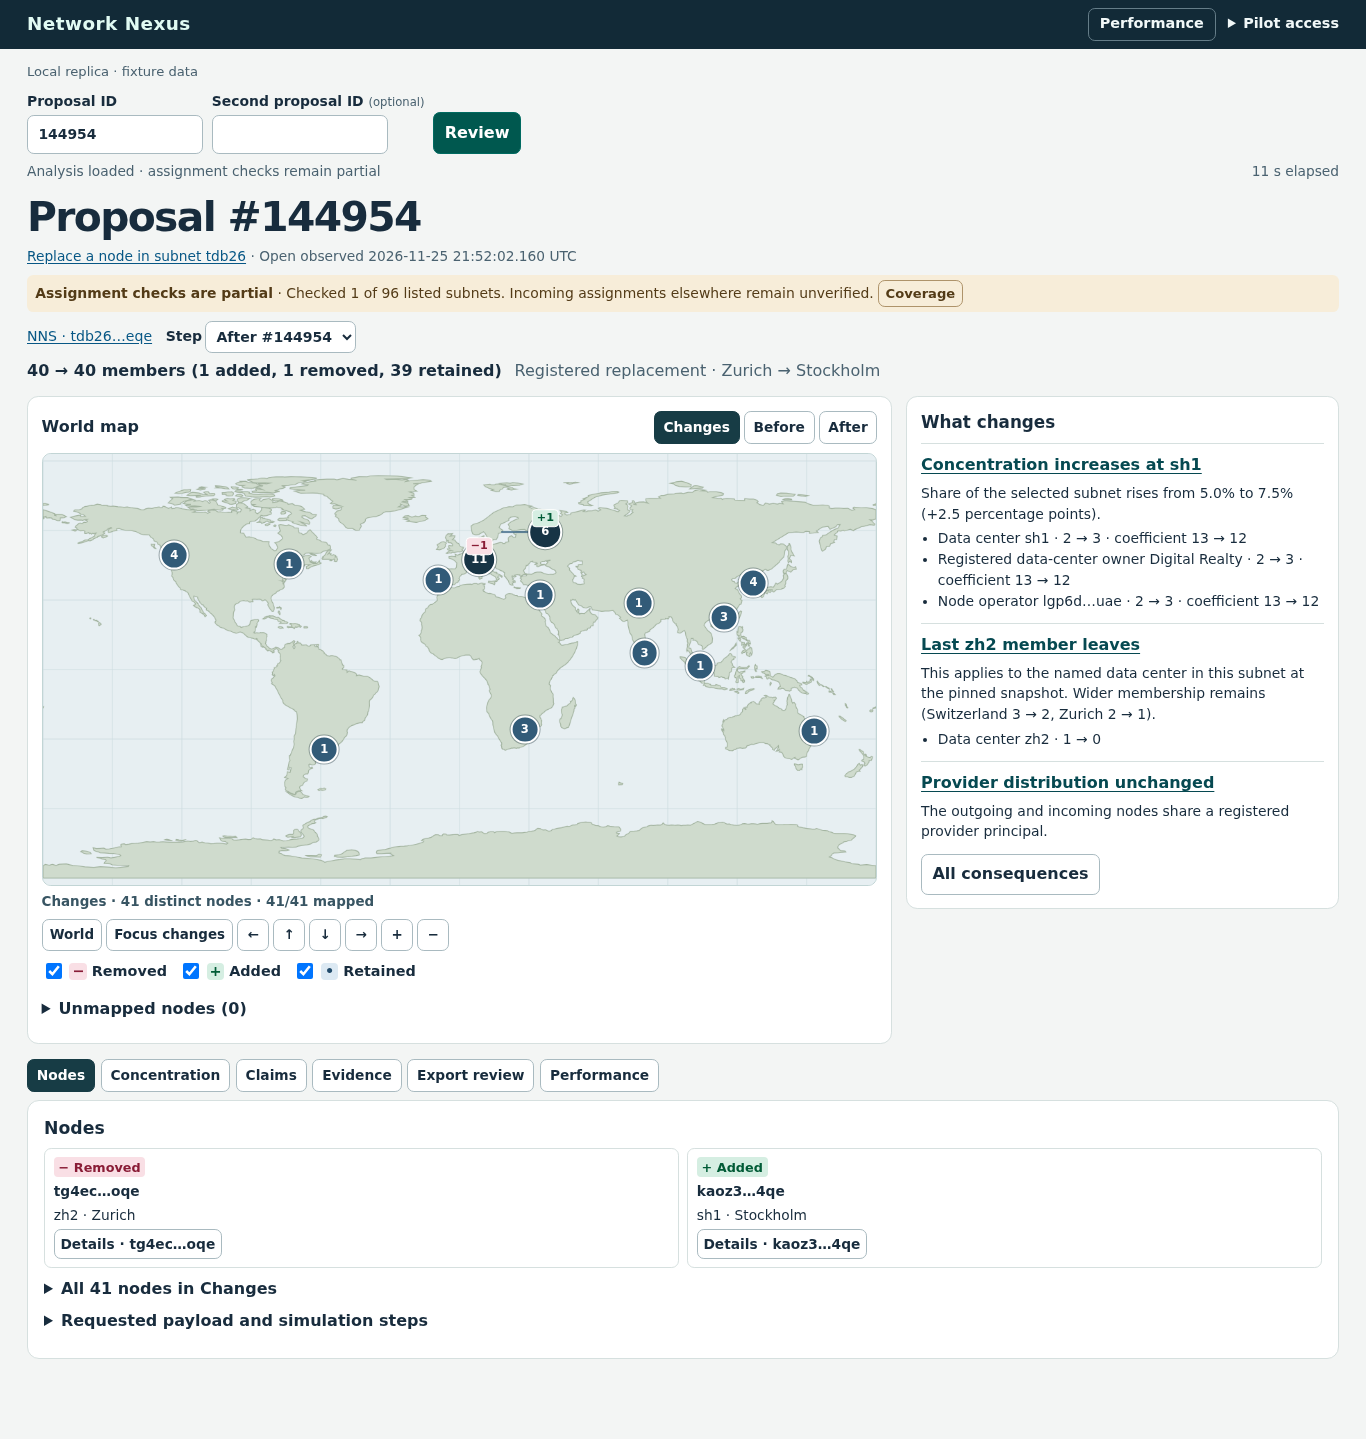 Network Nexus
Performance
▶ Pilot access
Local replica · fixture data
Proposal ID
Second proposal ID (optional)
144954
Review
Analysis loaded · assignment checks remain partial
11 s elapsed
Proposal #144954
Replace a node in subnet tdb26 · Open observed 2026-11-25 21:52:02.160 UTC
Assignment checks are partial · Checked 1 of 96 listed subnets. Incoming assignments elsewhere remain unverified. Coverage
NNS · tdb26…eqe Step After #144954
40 → 40 members (1 added, 1 removed, 39 retained) Registered replacement · Zurich → Stockholm
World map
Changes
Before
After
+1
6
−1
11
4
1
1
1
1
4
3
3
1
3
1
1
Changes · 41 distinct nodes · 41/41 mapped
World
Focus changes
←
↑
↓
→
+
−
− Removed
+ Added
• Retained
▶ Unmapped nodes (0)
What changes
Concentration increases at sh1
Share of the selected subnet rises from 5.0% to 7.5%
(+2.5 percentage points).
• Data center sh1 · 2 → 3 · coefficient 13 → 12
• Registered data-center owner Digital Realty · 2 → 3 ·
coefficient 13 → 12
• Node operator lgp6d…uae · 2 → 3 · coefficient 13 → 12
Last zh2 member leaves
This applies to the named data center in this subnet at
the pinned snapshot. Wider membership remains
(Switzerland 3 → 2, Zurich 2 → 1).
• Data center zh2 · 1 → 0
Provider distribution unchanged
The outgoing and incoming nodes share a registered
provider principal.
All consequences
Nodes
Concentration
Claims
Evidence
Export review
Performance
Nodes
− Removed
tg4ec…oqe
zh2 · Zurich
Details · tg4ec…oqe
+ Added
kaoz3…4qe
sh1 · Stockholm
Details · kaoz3…4qe
▶ All 41 nodes in Changes
▶ Requested payload and simulation steps